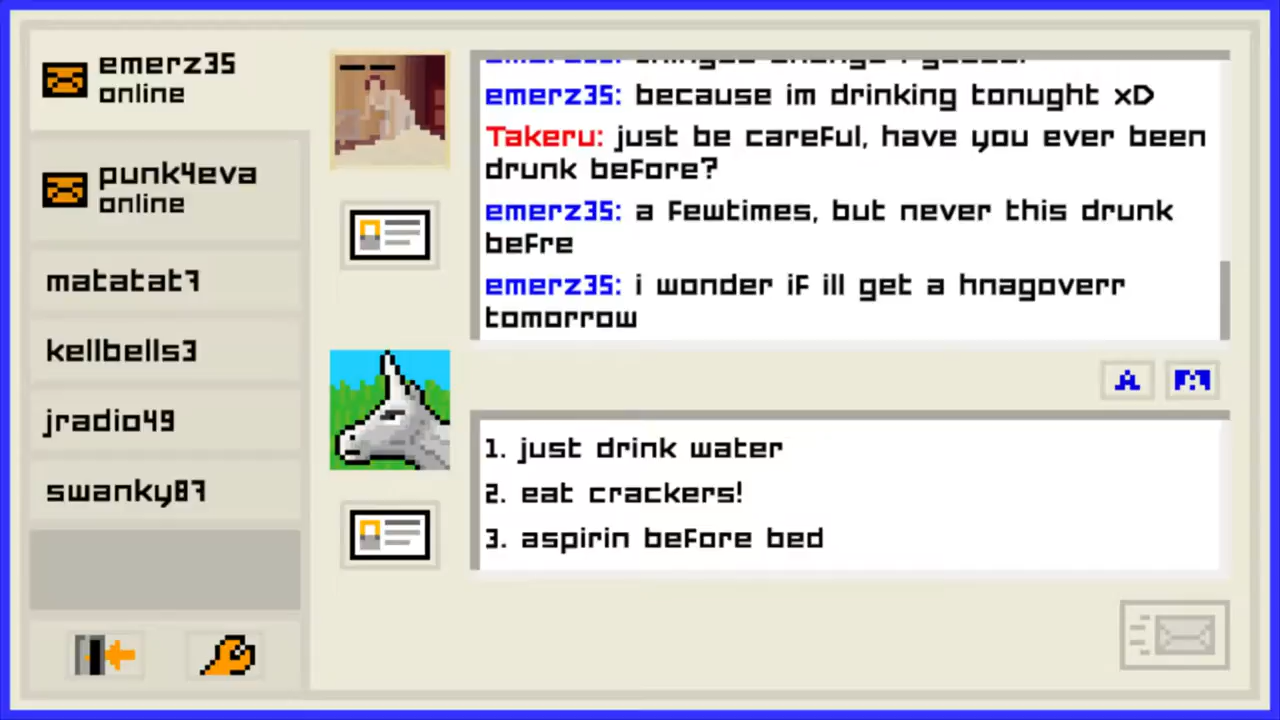 emerz35
online
punk4eva
online
matatat7
kellbells3
jradio49
swanky87
emerz35: because im drinking tonught xD
Takeru: just be careful, have you ever been
drunk before?
emerz35: a fewtimes, but never this drunk
befre
emerz35: i wonder if ill get a hnagoverr
tomorrow
A
1. just drink water
2. eat crackers!
3. aspirin before bed